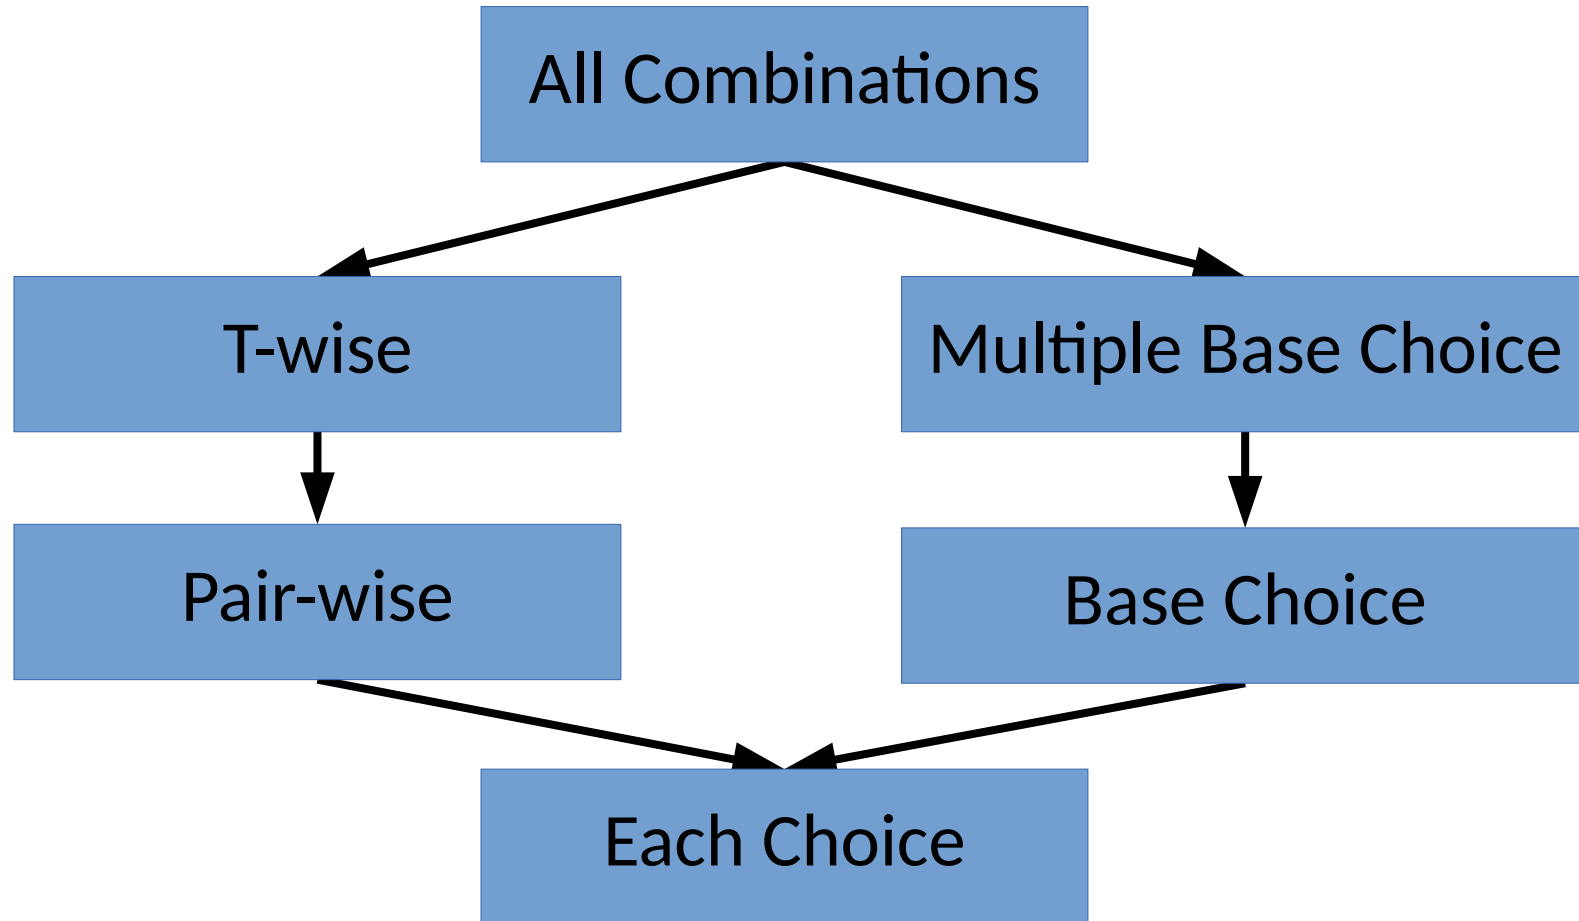 All Combinations
T-wise
Multiple Base Choice
Pair-wise
Base Choice
Each Choice